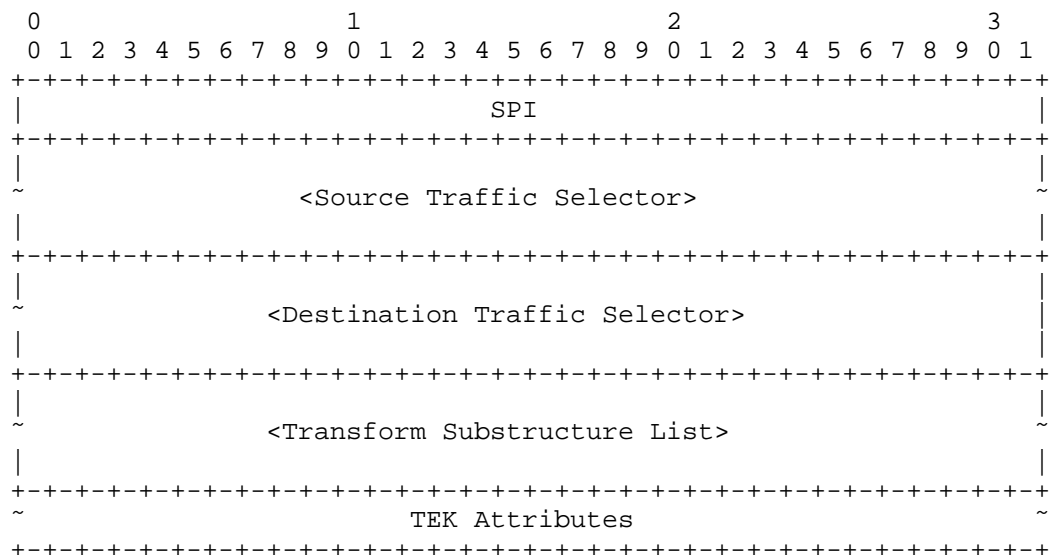 0                   1                   2                   3
 0 1 2 3 4 5 6 7 8 9 0 1 2 3 4 5 6 7 8 9 0 1 2 3 4 5 6 7 8 9 0 1
+-+-+-+-+-+-+-+-+-+-+-+-+-+-+-+-+-+-+-+-+-+-+-+-+-+-+-+-+-+-+-+-+
|                              SPI                              |
+-+-+-+-+-+-+-+-+-+-+-+-+-+-+-+-+-+-+-+-+-+-+-+-+-+-+-+-+-+-+-+-+
|                                                               |
~                  <Source Traffic Selector>                    ~
|                                                               |
+-+-+-+-+-+-+-+-+-+-+-+-+-+-+-+-+-+-+-+-+-+-+-+-+-+-+-+-+-+-+-+-+
|                                                               |
~                <Destination Traffic Selector>                 |
|                                                               |
+-+-+-+-+-+-+-+-+-+-+-+-+-+-+-+-+-+-+-+-+-+-+-+-+-+-+-+-+-+-+-+-+
|                                                               |
~                <Transform Substructure List>                  ~
|                                                               |
+-+-+-+-+-+-+-+-+-+-+-+-+-+-+-+-+-+-+-+-+-+-+-+-+-+-+-+-+-+-+-+-+
~                         TEK Attributes                        ~
+-+-+-+-+-+-+-+-+-+-+-+-+-+-+-+-+-+-+-+-+-+-+-+-+-+-+-+-+-+-+-+-+